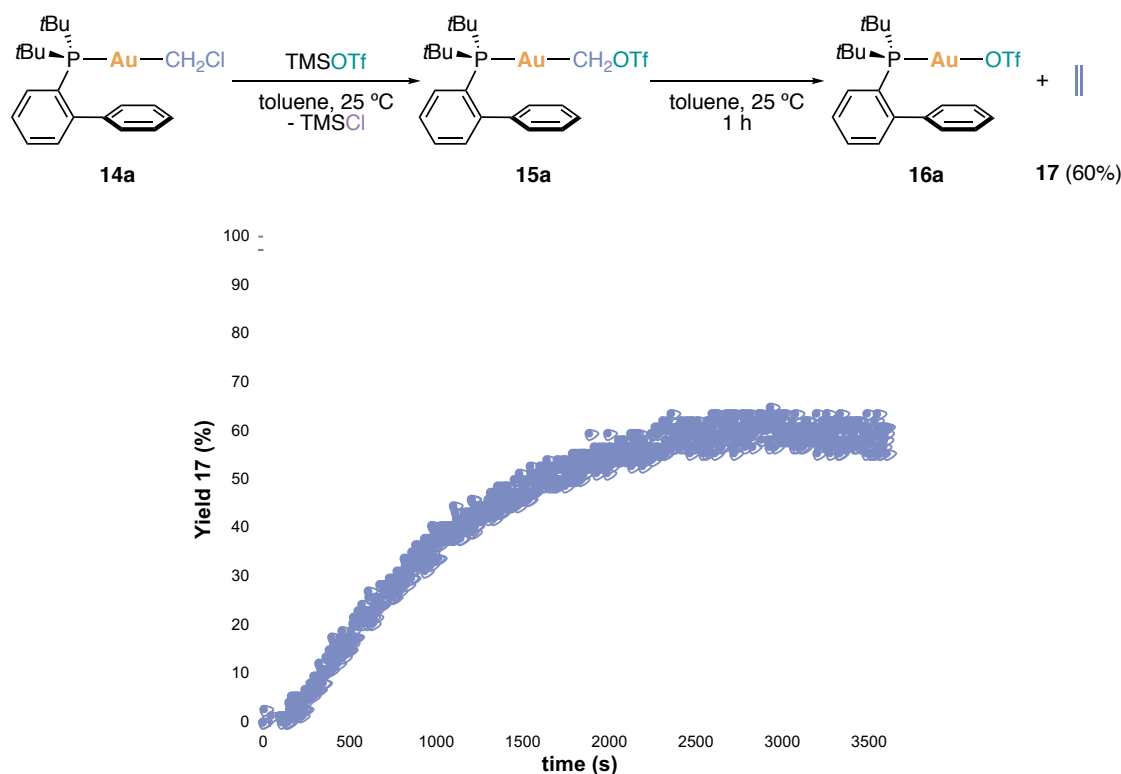 tBu
tBu
P
Au
CH2Cl
14a
TMSOTf
toluene, 25 ºC
- TMSCl
tBu
tBu
P
Au
CH2OTf
15a
toluene, 25 ºC
1 h
tBu
tBu
P
Au
OTf
16a
+
17 (60%)
Yield 17 (%)
100
90
80
70
60
50
40
30
20
10
0
0 500 1000 1500 2000 2500 3000 3500
time (s)